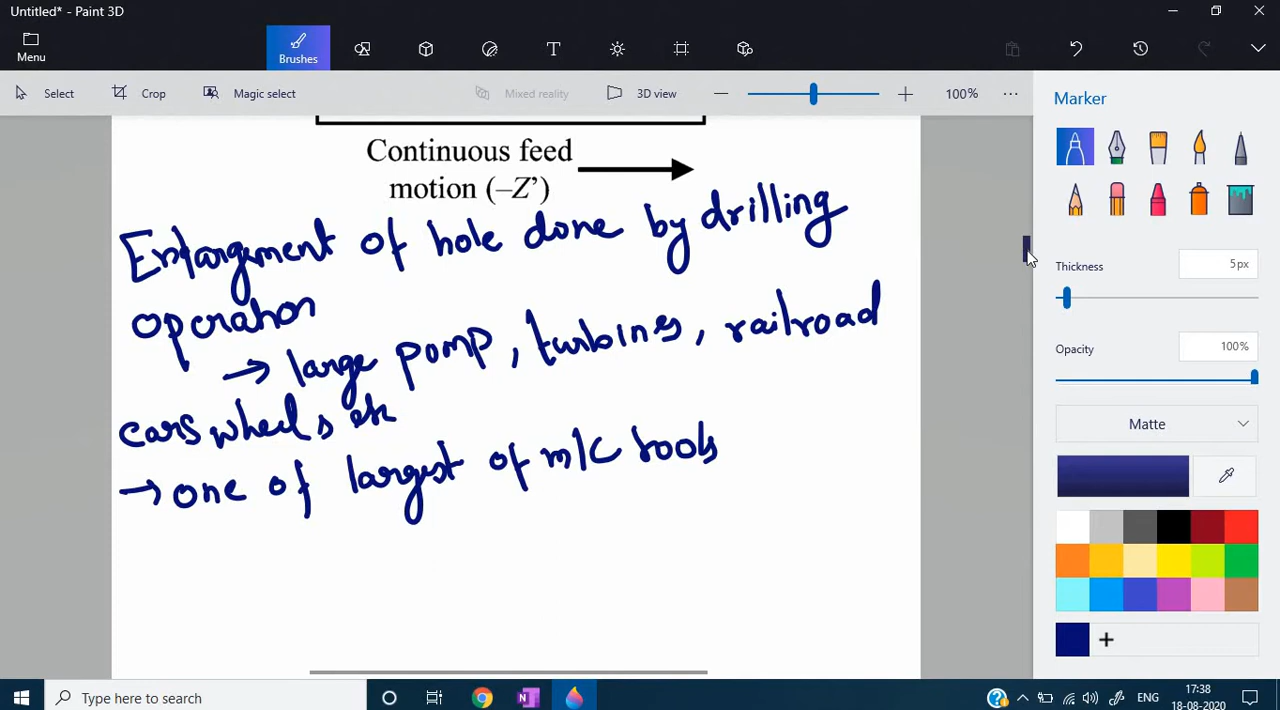 Untitled* - Paint 3D
Menu
Brushes
Select
Crop
Magic select
Mixed reality
3D view
100%
Marker
Continuous feed
motion (–Z’)
Enlargement of hole done by drilling
operation
→ large pump, turbines, railroad
cars wheels etc
→ one of largest of m/c tools
Thickness
5px
Opacity
100%
Matte
Type here to search
ENG
17:38
18-08-2020